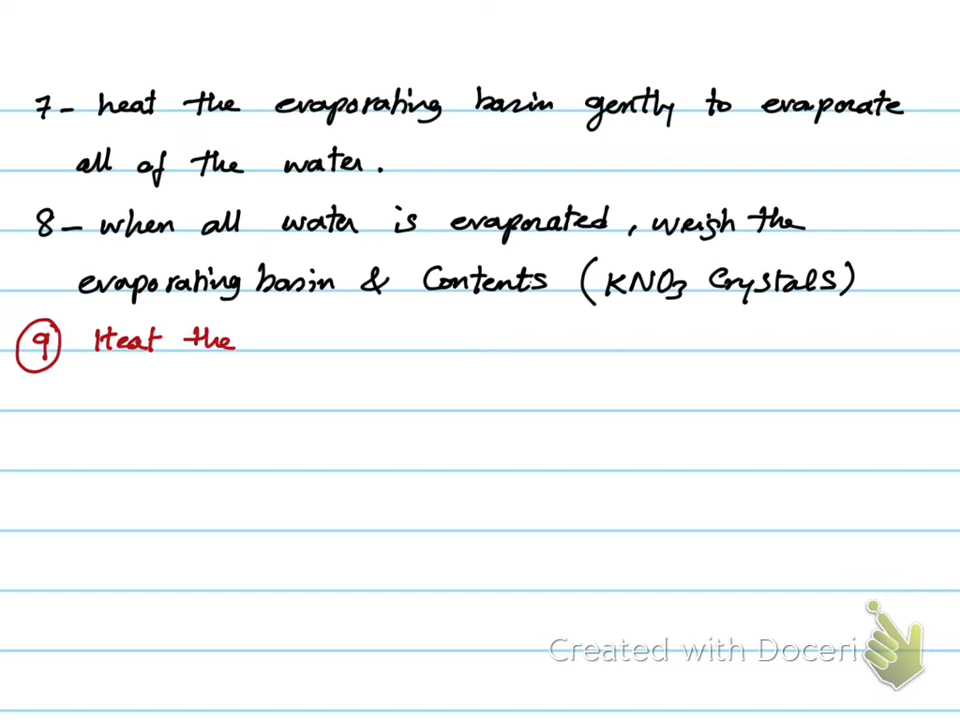 7- heat the evaporating basin gently to evaporate
all of the water.
8- when all water is evaporated, weigh the
evaporating basin & Contents (KNO3 Crystals)
9 Heat the
Created with Doceri